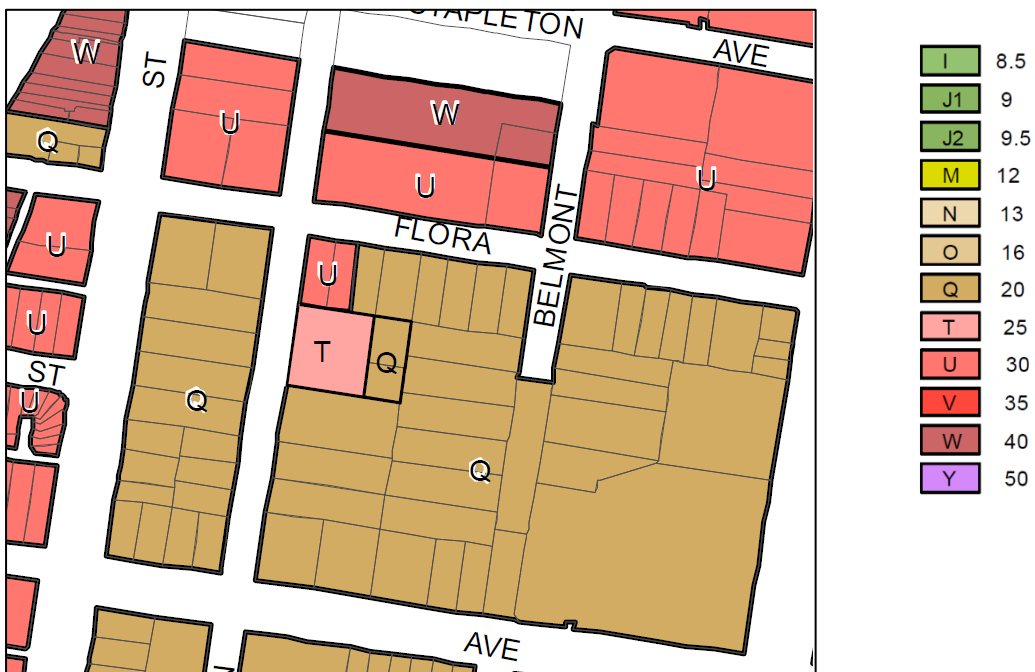 STAPLETON
AVE
W
ST
W
U
Q
U
U
FLORA
BELMONT
U
U
U
T
Q
ST
U
Q
Q
AVE
I 8.5
J1 9
J2 9.5
M 12
N 13
O 16
Q 20
T 25
U 30
V 35
W 40
Y 50